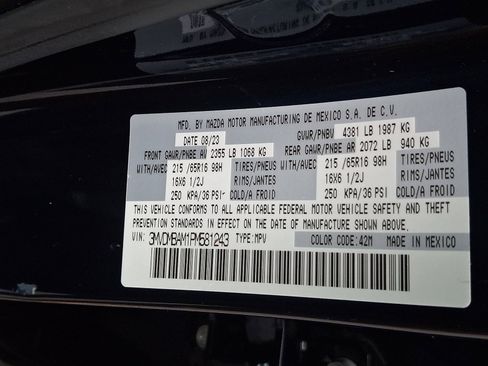 MFD. BY MAZDA MOTOR MANUFACTURING DE MEXICO S.A. DE C.V.
DATE 08/23 GVWR/PNBV 4381 LB 1987 KG
FRONT GAWR/PNBE AV 2355 LB 1068 KG REAR GAWR/PNBE AR 2072 LB 940 KG
WITH/AVEC 215 /65R16 98H TIRES/PNEUS WITH/AVEC 215 /65R16 98H TIRES/PNEUS
16X6 1/2J RIMS/JANTES 16X6 1/2J RIMS/JANTES
250 KPA/36 PSI COLD/A FROID 250 KPA/36 PSI COLD/A FROID
THIS VEHICLE CONFORMS TO ALL APPLICABLE FEDERAL MOTOR VEHICLE SAFETY AND THEFT
PREVENTION STANDARDS IN EFFECT ON THE DATE OF MANUFACTURE SHOWN ABOVE.
VIN: 3MVDMBAM1PM581243 TYPE:MPV COLOR CODE:42M MADE IN MEXICO